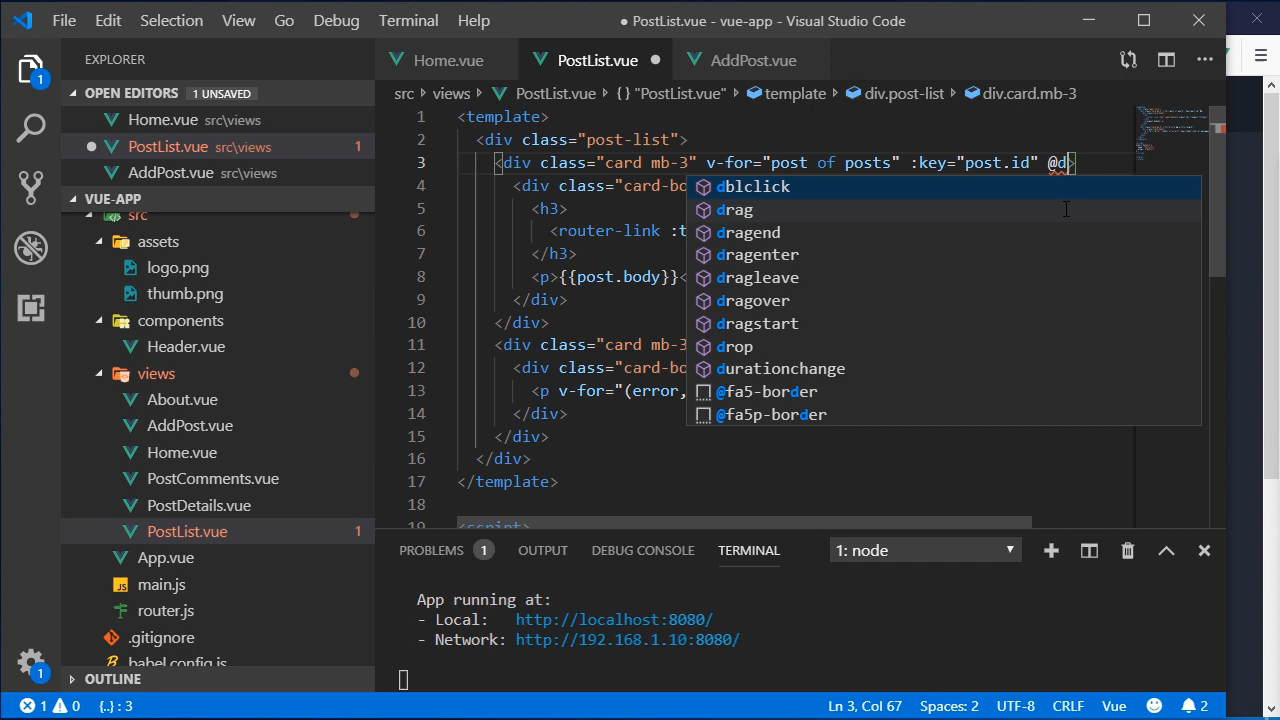 File Edit Selection View Go Debug Terminal Help ● PostList.vue - vue-app - Visual Studio Code
EXPLORER
Home.vue PostList.vue ● AddPost.vue
OPEN EDITORS 1 UNSAVED
src › views › PostList.vue › {} "PostList.vue" › template › div.post-list › div.card.mb-3
Home.vue src\views
● PostList.vue src\views 1
AddPost.vue src\views
VUE-APP
src
assets
logo.png
thumb.png
components
Header.vue
views
About.vue
AddPost.vue
Home.vue
PostComments.vue
PostDetails.vue
PostList.vue 1
App.vue
main.js
router.js
.gitignore
babel.config.js
OUTLINE
1 <template>
2 <div class="post-list">
3 <div class="card mb-3" v-for="post of posts" :key="post.id" @d>
4 <div class="card-bo
5 <h3>
6 <router-link :t
7 </h3>
8 <p>{{post.body}}<
9 </div>
10 </div>
11 <div class="card mb-3
12 <div class="card-bo
13 <p v-for="(error,
14 </div>
15 </div>
16 </div>
17 </template>
18
19 <script>
dblclick
drag
dragend
dragenter
dragleave
dragover
dragstart
drop
durationchange
@fa5-border
@fa5p-border
PROBLEMS 1 OUTPUT DEBUG CONSOLE TERMINAL 1: node
App running at:
- Local: http://localhost:8080/
- Network: http://192.168.1.10:8080/
1
1
1 0 {..} : 3 Ln 3, Col 67 Spaces: 2 UTF-8 CRLF Vue 2